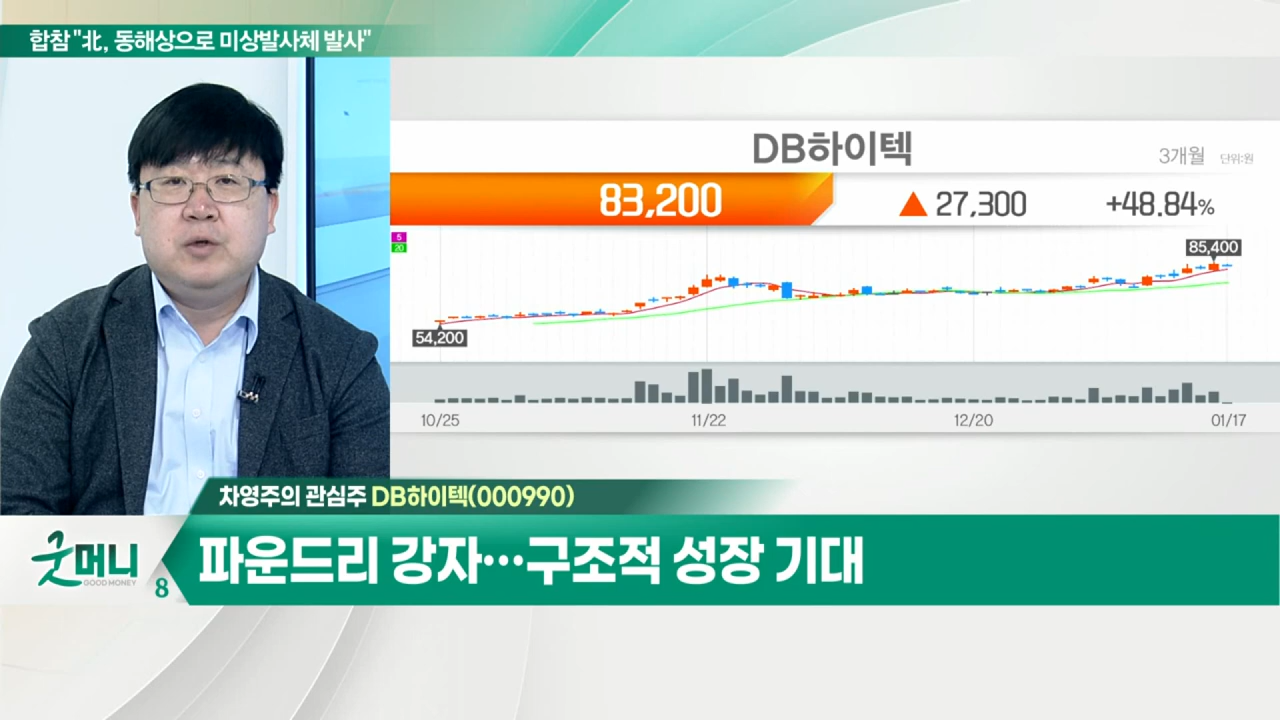 합참 "北, 동해상으로 미상발사체 발사"
DB하이텍
3개월 단위:원
83,200 ▲ 27,300 +48.84%
5
20
85,400
54,200
10/25 11/22 12/20 01/17
차영주의 관심주 DB하이텍(000990)
굿머니
GOOD MONEY
8
파운드리 강자…구조적 성장 기대